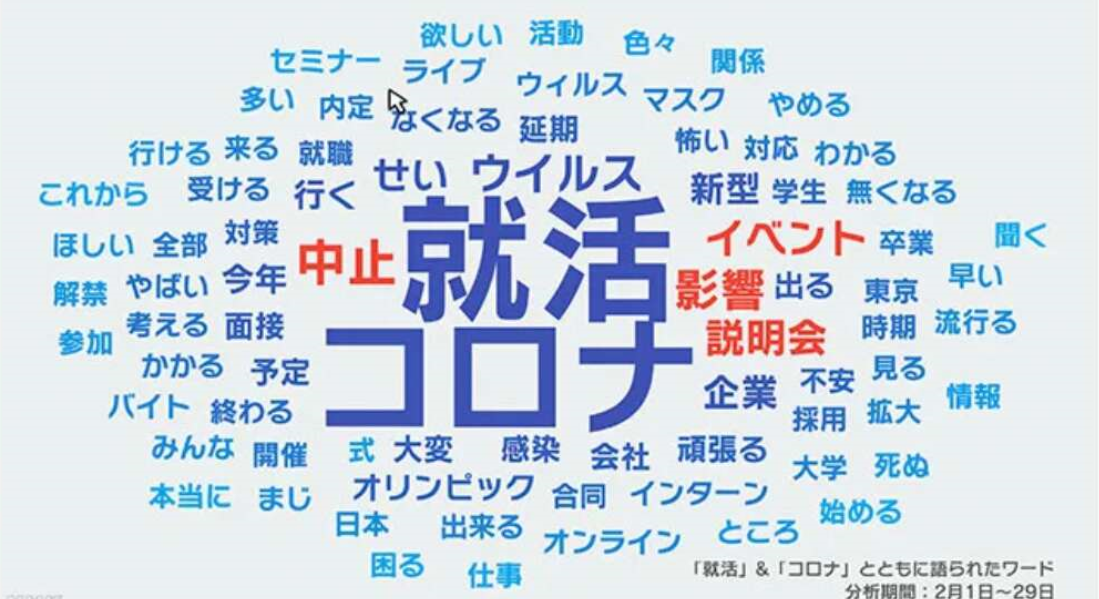 欲しい 活動 色々
セミナー ライブ ウィルス 関係
多い 内定 なくなる 延期 マスク やめる
行ける 来る 就職 怖い 対応 わかる
これから 受ける 行く せい ウイルス 新型 学生 無くなる
ほしい 全部 対策 中止 就活 イベント 卒業 聞く
解禁 やばい 今年 影響 出る 東京 早い
参加 考える 面接 コロナ 説明会 時期 流行る
かかる 予定 企業 不安 見る
バイト 終わる 採用 拡大 情報
みんな 開催 式 大変 感染 会社 頑張る 大学 死ぬ
本当に まじ オリンピック 合同 インターン 始める
日本 出来る オンライン ところ
困る 仕事
「就活」&「コロナ」とともに語られたワード
分析期間:2月1日〜29日